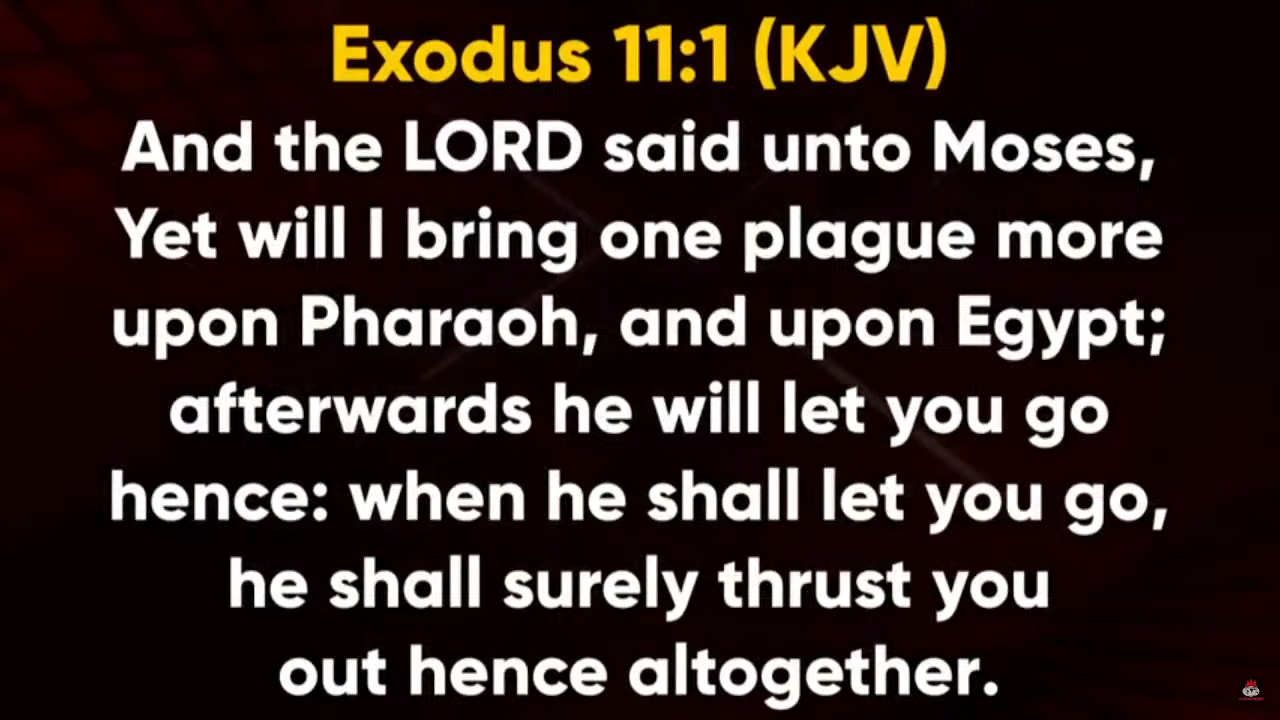 Exodus 11:1 (KJV)
And the LORD said unto Moses,
Yet will I bring one plague more
upon Pharaoh, and upon Egypt;
afterwards he will let you go
hence: when he shall let you go,
he shall surely thrust you
out hence altogether.